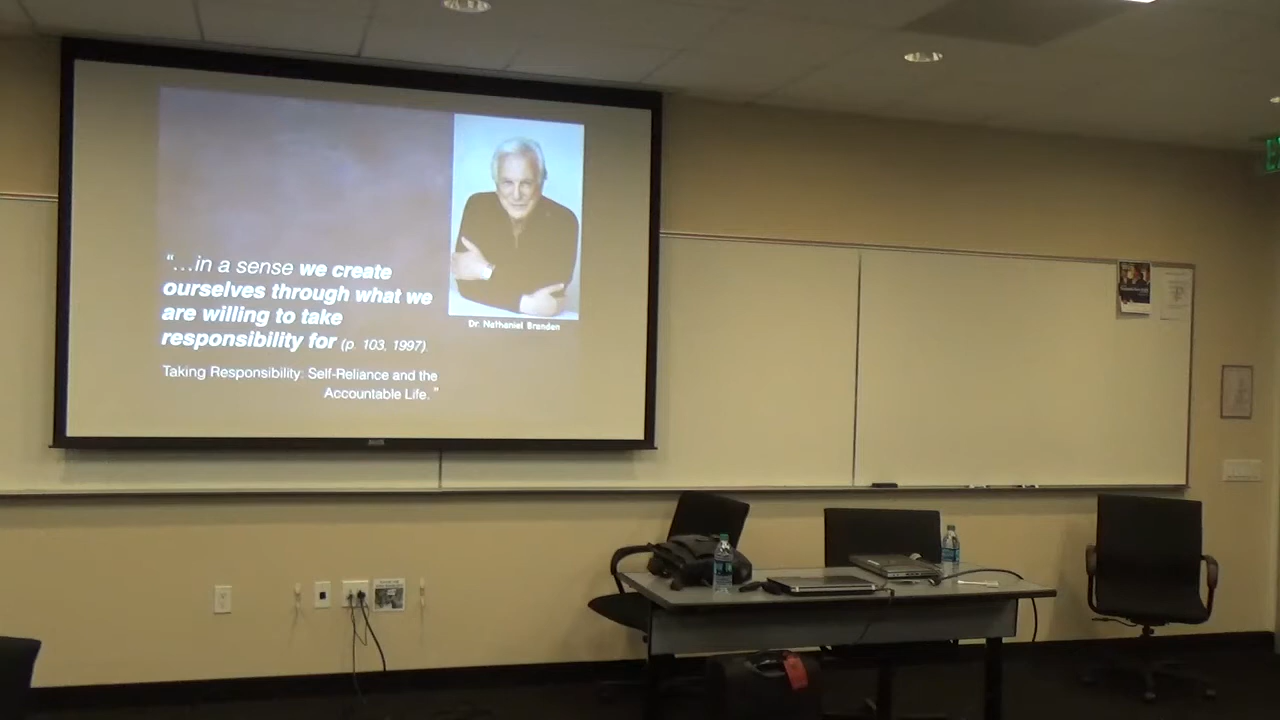 "...in a sense we create
ourselves through what we
are willing to take
responsibility for (p. 103, 1997).
Taking Responsibility: Self-Reliance and the
Accountable Life."
Dr. Nathaniel Branden